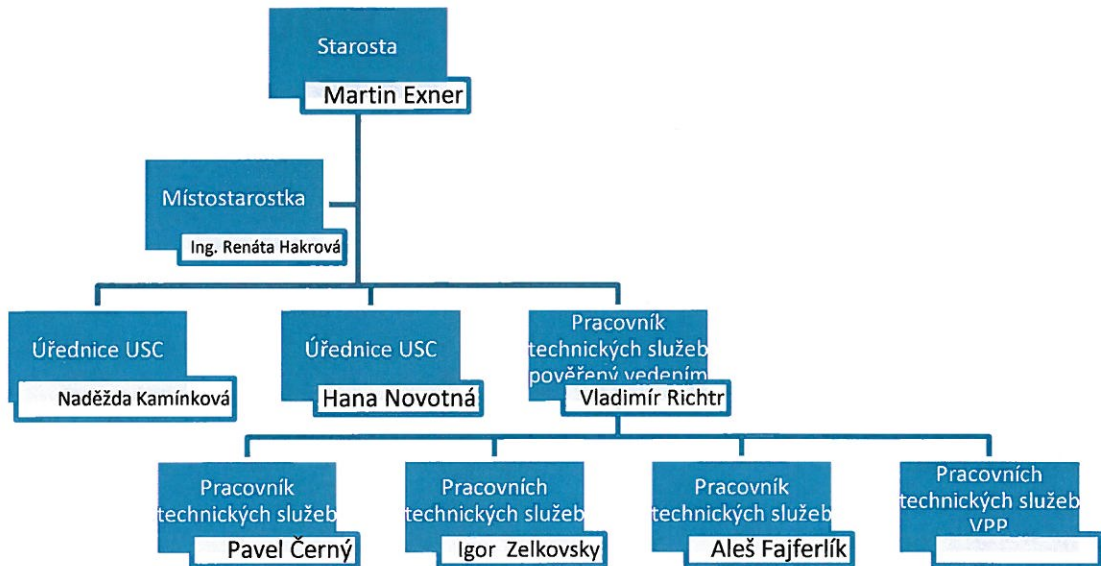 Starosta
Martin Exner
Místostarostka
Ing. Renáta Hakrová
Úřednice USC
Naděžda Kamínková
Úřednice USC
Hana Novotná
Pracovník
technických služeb
pověřený vedením
Vladimír Richtr
Pracovník
technických služeb
Pavel Černý
Pracovních
technických služeb
Igor Zelkovsky
Pracovník
technických služeb
Aleš Fajferlík
Pracovních
technických služeb
VPP